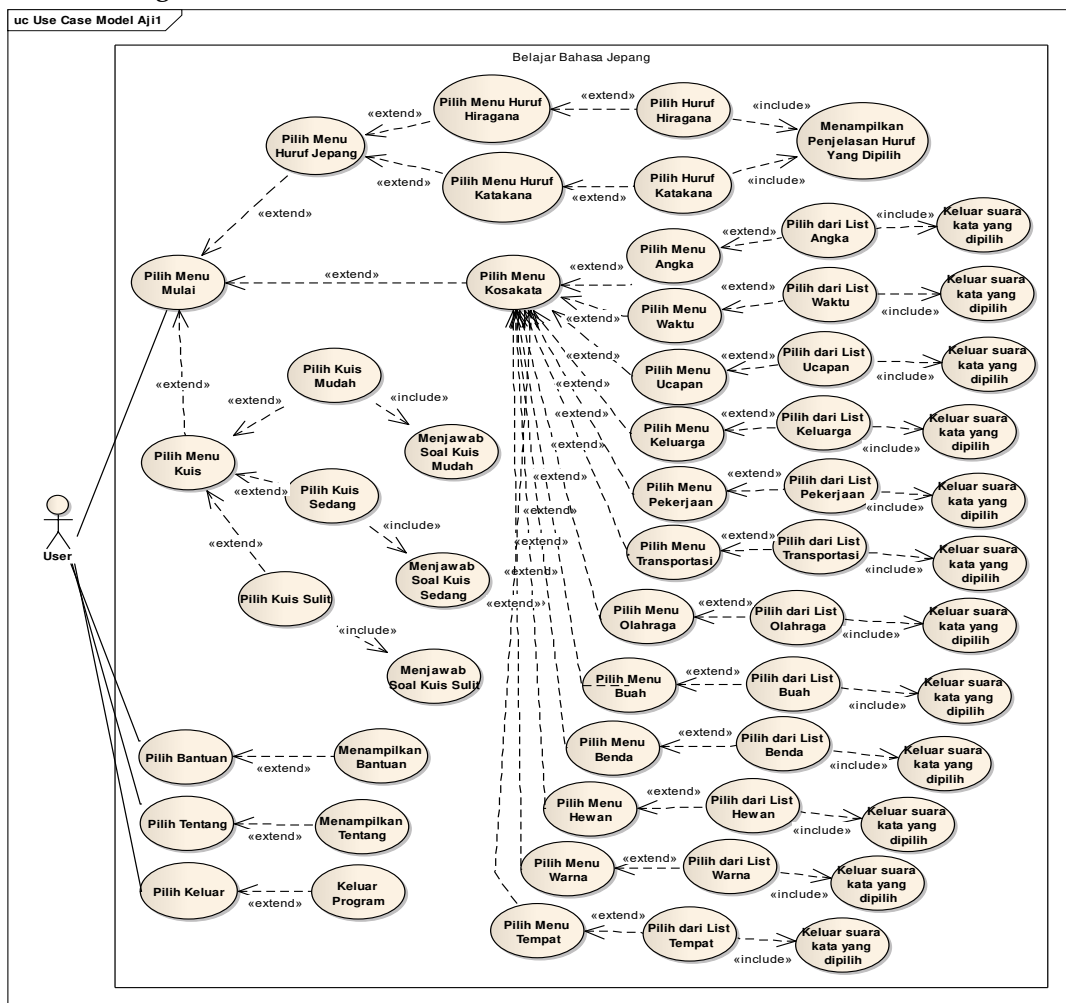 uc Use Case Model Aji1
Belajar Bahasa Jepang
Pilih Menu
Huruf Jepang
«extend»
Pilih Menu Huruf
Hiragana
«extend»
Pilih Huruf
Hiragana
«include»
Menampilkan
Penjelasan Huruf
Yang Dipilih
«extend»
Pilih Menu Huruf
Katakana
«extend»
Pilih Huruf
Katakana
«include»
«extend»
Pilih Menu
Mulai
«extend»
Pilih Menu
Kosakata
«extend»
Pilih Menu
Angka
«extend»
Pilih dari List
Angka
«include»
Keluar suara
kata yang
dipilih
«extend»
Pilih Menu
Waktu
«extend»
Pilih dari List
Waktu
«include»
Keluar suara
kata yang
dipilih
«extend»
Pilih Menu
Ucapan
«extend»
Pilih dari List
Ucapan
«include»
Keluar suara
kata yang
dipilih
«extend»
Pilih Menu
Keluarga
«extend»
Pilih dari List
Keluarga
«include»
Keluar suara
kata yang
dipilih
«extend»
Pilih Menu
Pekerjaan
«extend»
Pilih dari List
Pekerjaan
«include»
Keluar suara
kata yang
dipilih
«extend»
Pilih Menu
Transportasi
«extend»
Pilih dari List
Transportasi
«include»
Keluar suara
kata yang
dipilih
«extend»
Pilih Menu
Olahraga
«extend»
Pilih dari List
Olahraga
«include»
Keluar suara
kata yang
dipilih
«extend»
Pilih Menu
Buah
«extend»
Pilih dari List
Buah
«include»
Keluar suara
kata yang
dipilih
«extend»
Pilih Menu
Benda
«extend»
Pilih dari List
Benda
«include»
Keluar suara
kata yang
dipilih
Pilih Menu
Hewan
«extend»
Pilih dari List
Hewan
«include»
Keluar suara
kata yang
dipilih
Pilih Menu
Warna
«extend»
Pilih dari List
Warna
«include»
Keluar suara
kata yang
dipilih
Pilih Menu
Tempat
«extend»
Pilih dari List
Tempat
«include»
Keluar suara
kata yang
dipilih
«extend»
Pilih Menu
Kuis
«extend»
Pilih Kuis
Mudah
«include»
Menjawab
Soal Kuis
Mudah
«extend»
Pilih Kuis
Sedang
«include»
Menjawab
Soal Kuis
Sedang
«extend»
Pilih Kuis Sulit
«include»
Menjawab
Soal Kuis Sulit
User
Pilih Bantuan
«extend»
Menampilkan
Bantuan
Pilih Tentang
«extend»
Menampilkan
Tentang
Pilih Keluar
«extend»
Keluar
Program